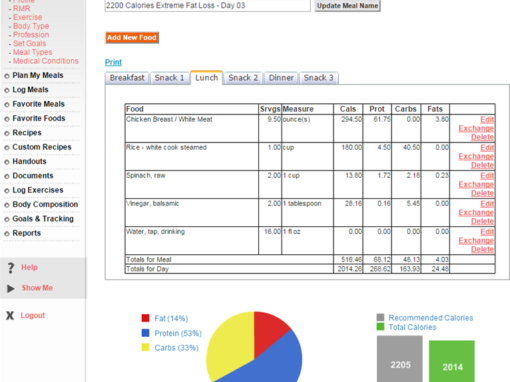 - Profile
- RMR
- Exercise
- Body Type
- Profession
- Set Goals
- Meal Types
- Medical Conditions
Plan My Meals
Log Meals
Favorite Meals
Favorite Foods
Recipes
Custom Recipes
Handouts
Documents
Log Exercises
Body Composition
Goals & Tracking
Reports
? Help
Show Me
X Logout
2200 Calories Extreme Fat Loss - Day 03 Update Meal Name
Add New Food
Print
Breakfast Snack 1 Lunch Snack 2 Dinner Snack 3
Food Srvgs Measure Cals Prot Carbs Fats
Chicken Breast / White Meat 9.50 ounce(s) 294.50 61.75 0.00 3.80 Edit
Exchange
Delete
Rice - white cook steamed 1.00 cup 180.00 4.50 40.50 0.00 Edit
Exchange
Delete
Spinach, raw 2.00 1 cup 13.80 1.72 2.18 0.23 Edit
Exchange
Delete
Vinegar, balsamic 2.00 1 tablespoon 28.16 0.16 5.45 0.00 Edit
Exchange
Delete
Water, tap, drinking 16.00 1 fl oz 0.00 0.00 0.00 0.00 Edit
Exchange
Delete
Totals for Meal 516.46 68.12 48.13 4.03
Totals for Day 2014.26 266.62 163.93 24.48
Fat (14%)
Protein (53%)
Carbs (33%)
Recommended Calories
Total Calories
2205
2014